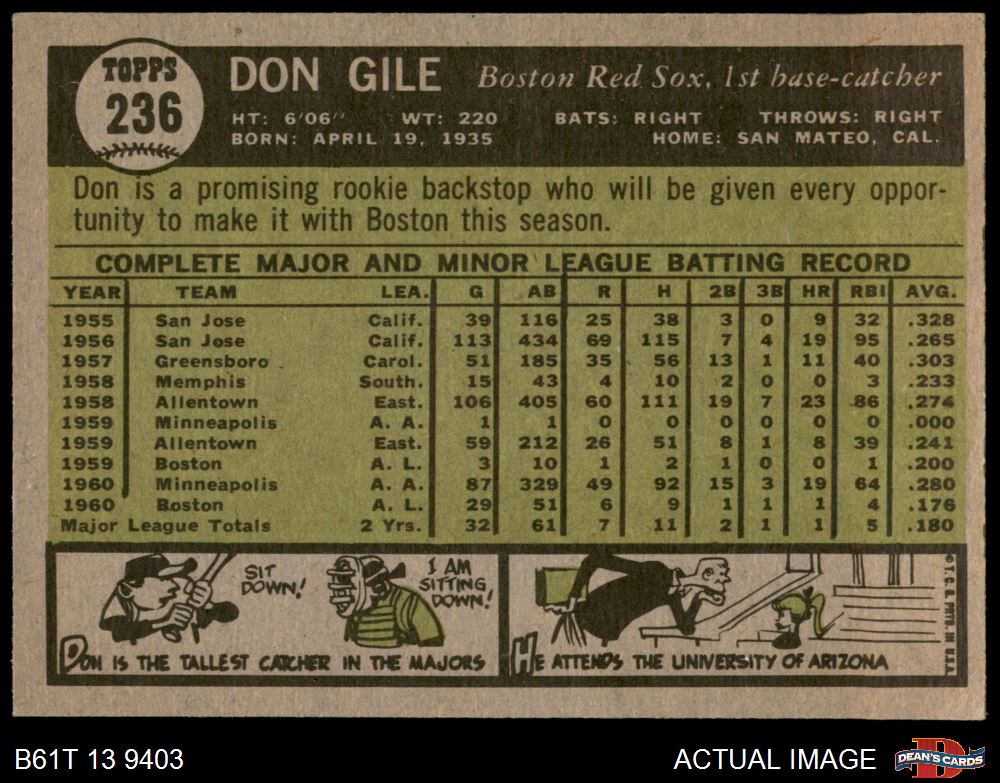 TOPPS
236
DON GILE Boston Red Sox, 1st base-catcher
HT: 6'06" WT: 220 BATS: RIGHT THROWS: RIGHT
BORN: APRIL 19, 1935 HOME: SAN MATEO, CAL.
Don is a promising rookie backstop who will be given every oppor-
tunity to make it with Boston this season.
COMPLETE MAJOR AND MINOR LEAGUE BATTING RECORD
YEAR TEAM LEA. G AB R H 2B 3B HR RBI AVG.
1955 San Jose Calif. 39 116 25 38 3 0 9 32 .328
1956 San Jose Calif. 113 434 69 115 7 4 19 95 .265
1957 Greensboro Carol. 51 185 35 56 13 1 11 40 .303
1958 Memphis South. 15 43 4 10 2 0 0 3 .233
1958 Allentown East. 106 405 60 111 19 7 23 86 .274
1959 Minneapolis A. A. 1 1 0 0 0 0 0 0 .000
1959 Allentown East. 59 212 26 51 8 1 8 39 .241
1959 Boston A. L. 3 10 1 2 1 0 0 1 .200
1960 Minneapolis A. A. 87 329 49 92 15 3 19 64 .280
1960 Boston A. L. 29 51 6 9 1 1 1 4 .176
Major League Totals 2 Yrs. 32 61 7 11 2 1 1 5 .180
SIT
DOWN!
I AM
SITTING
DOWN!
DON IS THE TALLEST CATCHER IN THE MAJORS
HE ATTENDS THE UNIVERSITY OF ARIZONA
© T. C. G. PRTD. IN U.S.A.
B61T 13 9403 ACTUAL IMAGE
DEAN'S CARDS